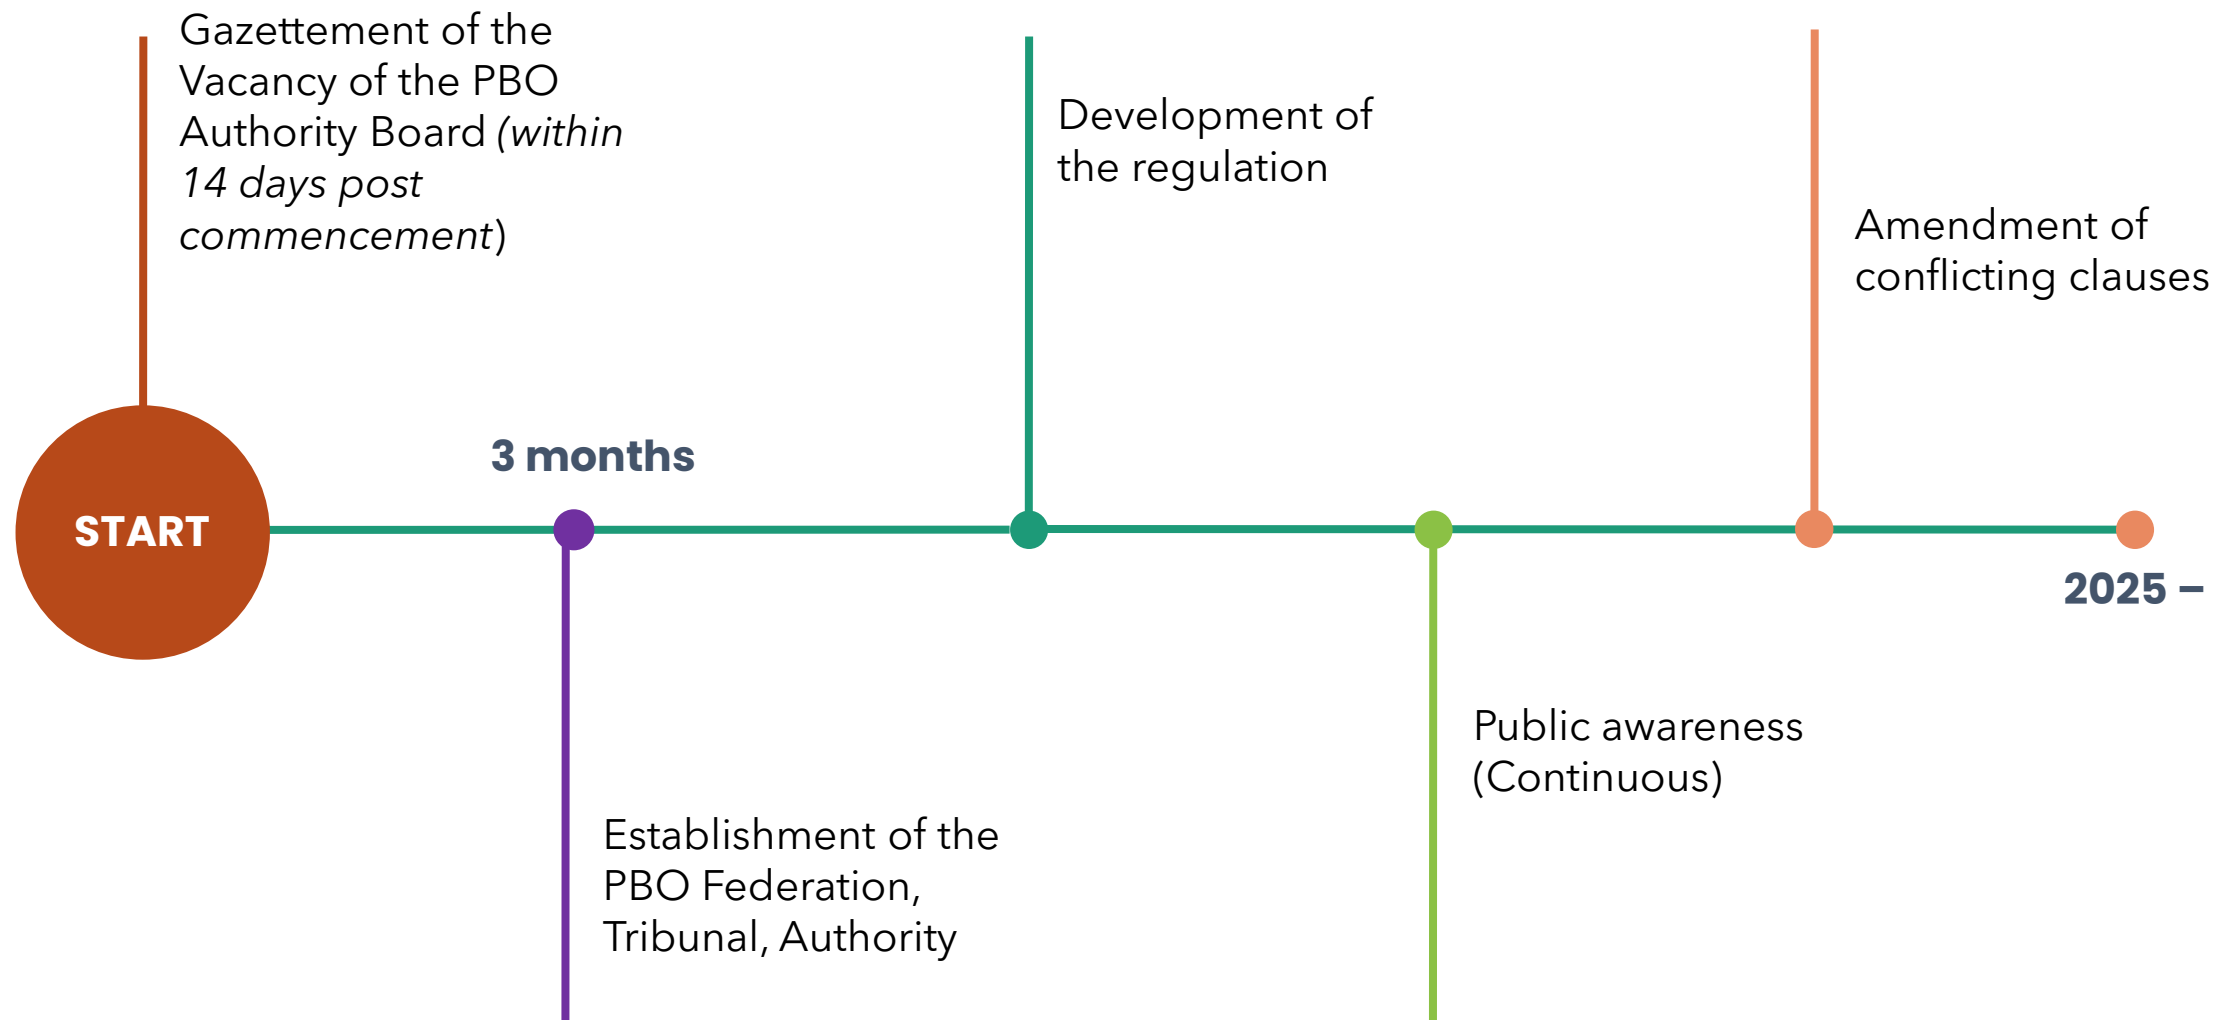 Gazettement of the
Vacancy of the PBO
Authority Board (within
14 days post
commencement)
Development of
the regulation
Amendment of
conflicting clauses
3 months
START
2025 –
Public awareness
(Continuous)
Establishment of the
PBO Federation,
Tribunal, Authority